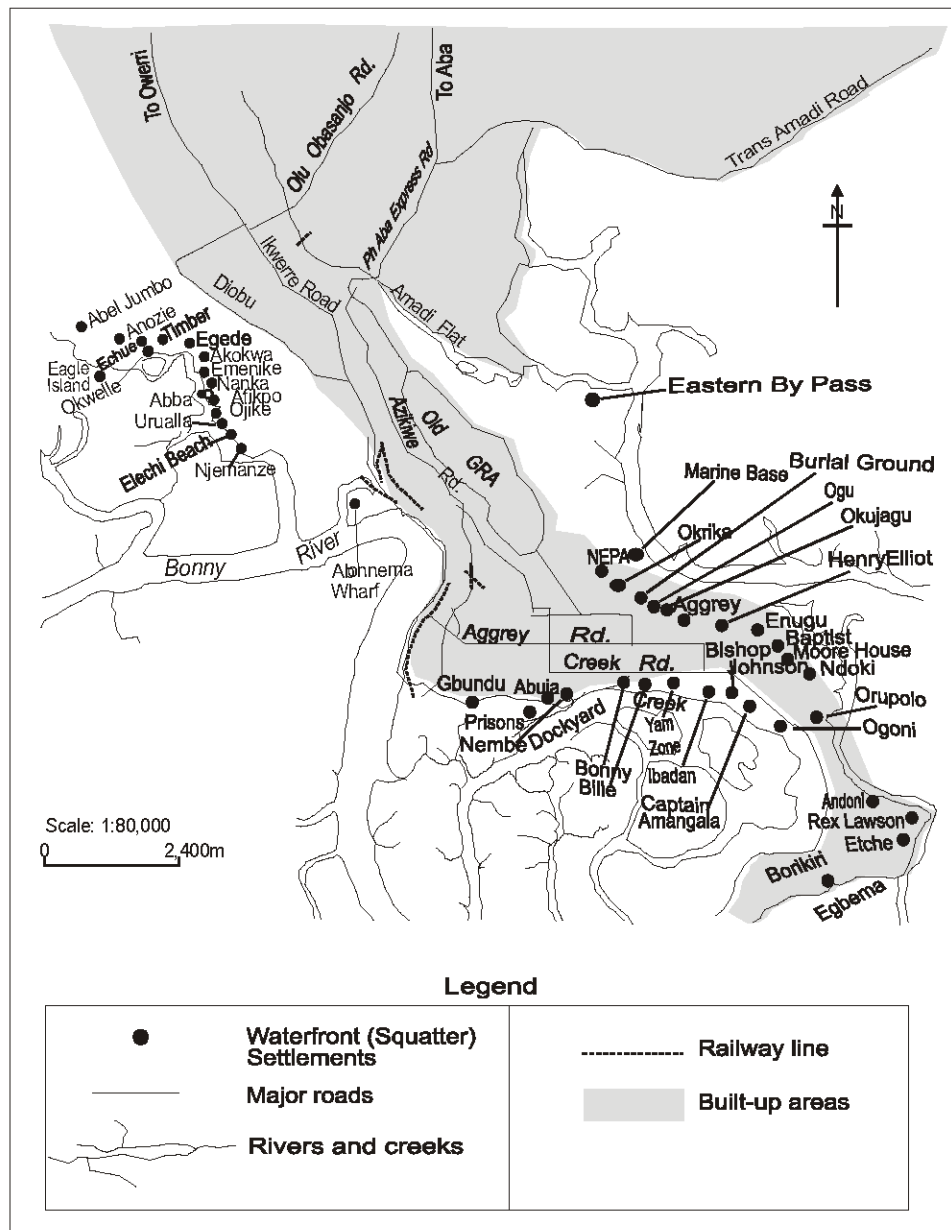 To Owerri
Olu Obasanjo Rd.
To Aba
Trans Amadi Road
Ph Aba Express Rd
N
Ikwerre Road
Diobu
Amadi Flat
Abel Jumbo
Anozie
Echue
Timber
Egede
Akokwa
Eagle
Island
Okwelle
Emenike
Nanka
Abba
Afikpo
Ojike
Urualla
Elechi Beach
Njemanze
Azikiwe
Rd.
Old
GRA
Eastern By Pass
Marine Base
Burial Ground
Ogu
Okrika
Okujagu
NEPA
HenryElliot
River
Bonny
Abnnema
Wharf
Aggrey
Enugu
Aggrey Rd.
Baptist
Bishop
Johnson
Moore House
Ndoki
Creek Rd.
Gbundu
Abuja
Orupolo
Prisons
Nembe
Dockyard
Creek
Yam
Zone
Ogoni
Bonny
Bille
Ibadan
Captain
Amangala
Andoni
Rex Lawson
Etche
Scale: 1:80,000
0 2,400m
Borikiri
Egbema
Legend
Waterfront (Squatter)
Settlements
Major roads
Rivers and creeks
Railway line
Built-up areas